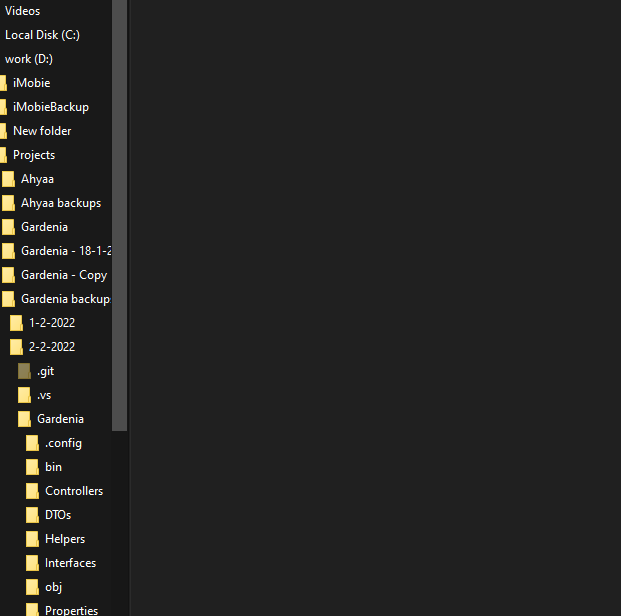 Videos
Local Disk (C:)
work (D:)
iMobie
iMobieBackup
New folder
Projects
Ahyaa
Ahyaa backups
Gardenia
Gardenia - 18-1-2
Gardenia - Copy
Gardenia backup
1-2-2022
2-2-2022
.git
.vs
Gardenia
.config
bin
Controllers
DTOs
Helpers
Interfaces
obj
Properties